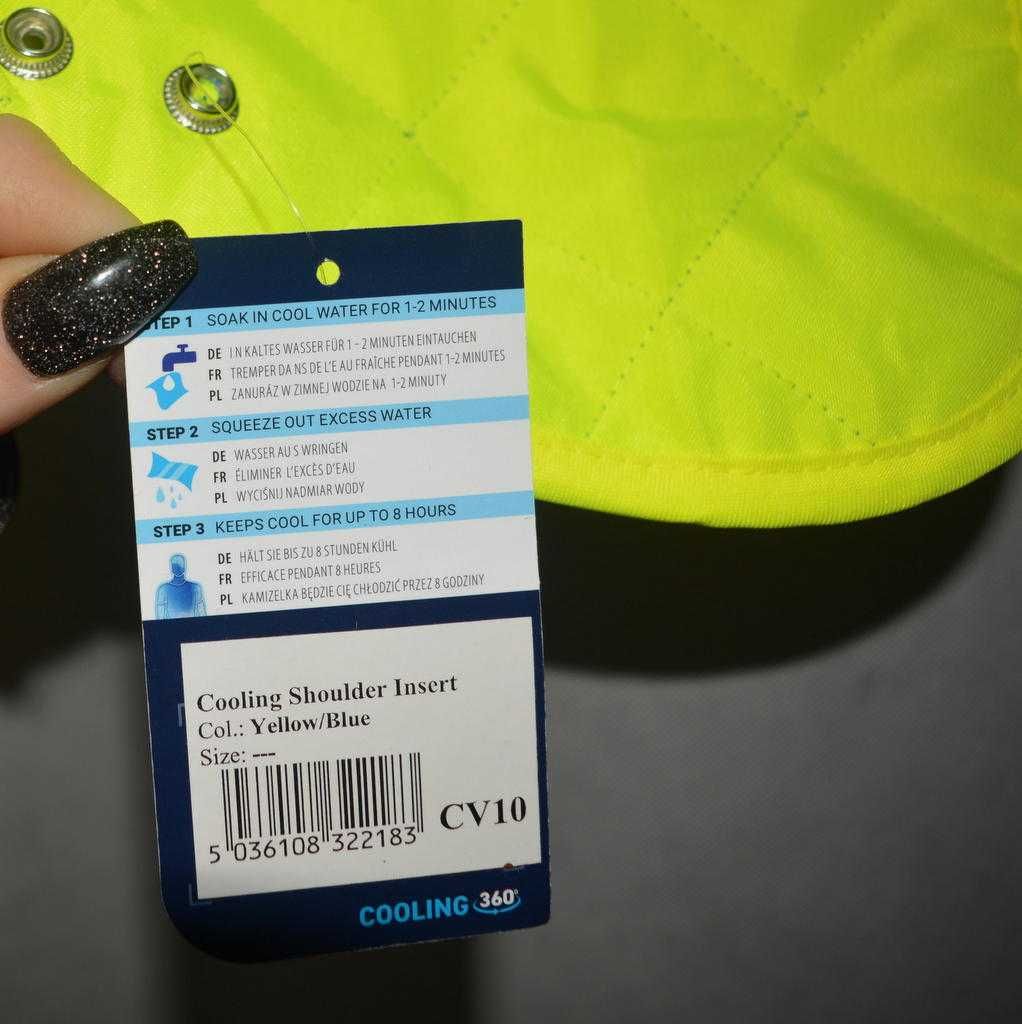 STEP 1 SOAK IN COOL WATER FOR 1-2 MINUTES
DE I N KALTES WASSER FÜR 1 - 2 MINUTEN EINTAUCHEN
FR TREMPER DA NS DE L'E AU FRAÎCHE PENDANT 1-2 MINUTES
PL ZANURÁZ W ZIMNEJ WODZIE NA 1-2 MINUTY
STEP 2 SQUEEZE OUT EXCESS WATER
DE WASSER AU S WRINGEN
FR ÉLIMINER L'EXCÈS D'EAU
PL WYCIŚNIJ NADMIAR WODY
STEP 3 KEEPS COOL FOR UP TO 8 HOURS
DE HÄLT SIE BIS ZU 8 STUNDEN KÜHL
FR EFFICACE PENDANT 8 HEURES
PL KAMIZELKA BĘDZIE CIĘ CHŁODZIĆ PRZEZ 8 GODZINY
Cooling Shoulder Insert
Col.: Yellow/Blue
Size: ---
5 036108 322183
CV10
COOLING 360°